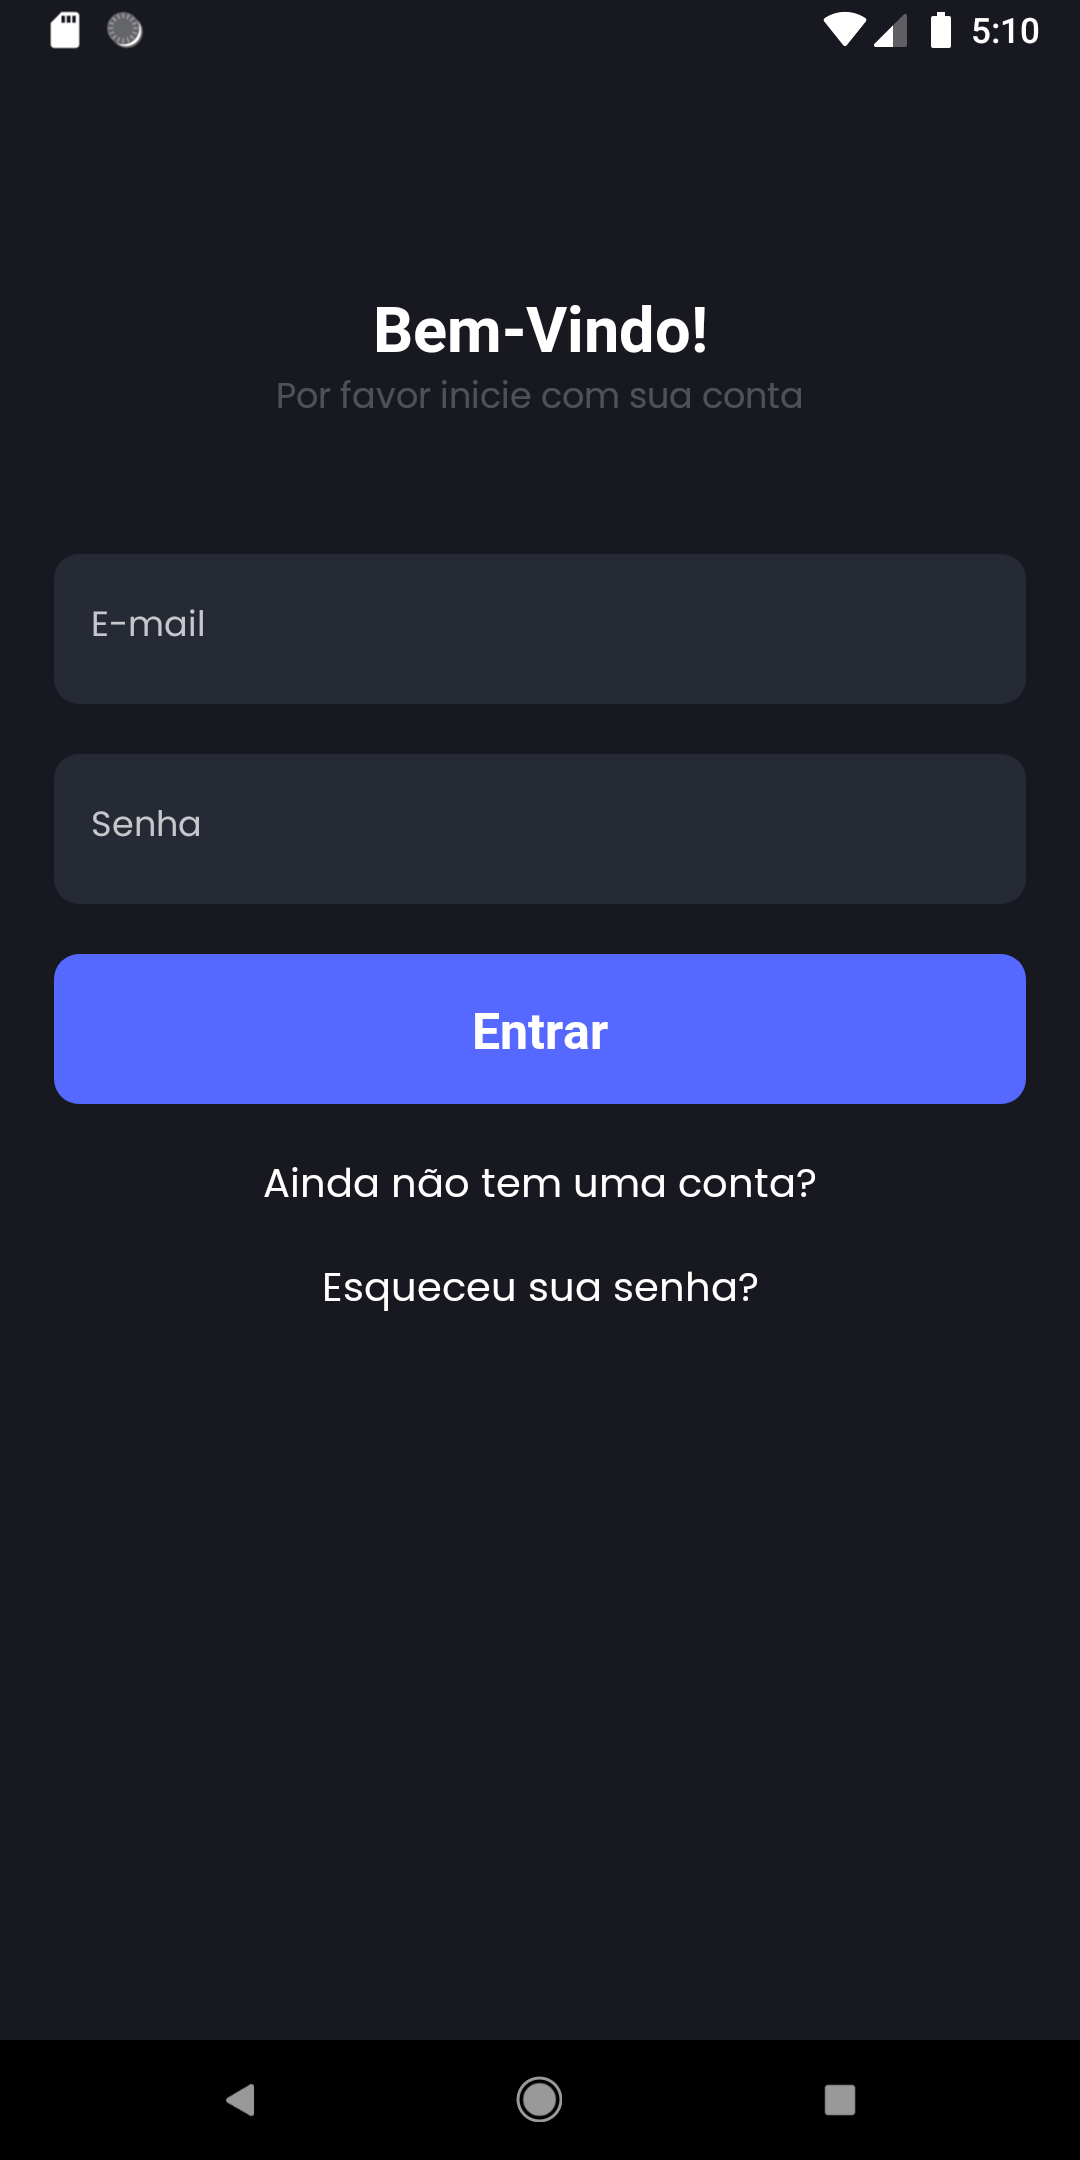 5:10
Bem-Vindo!
Por favor inicie com sua conta
E-mail
Senha
Entrar
Ainda não tem uma conta?
Esqueceu sua senha?